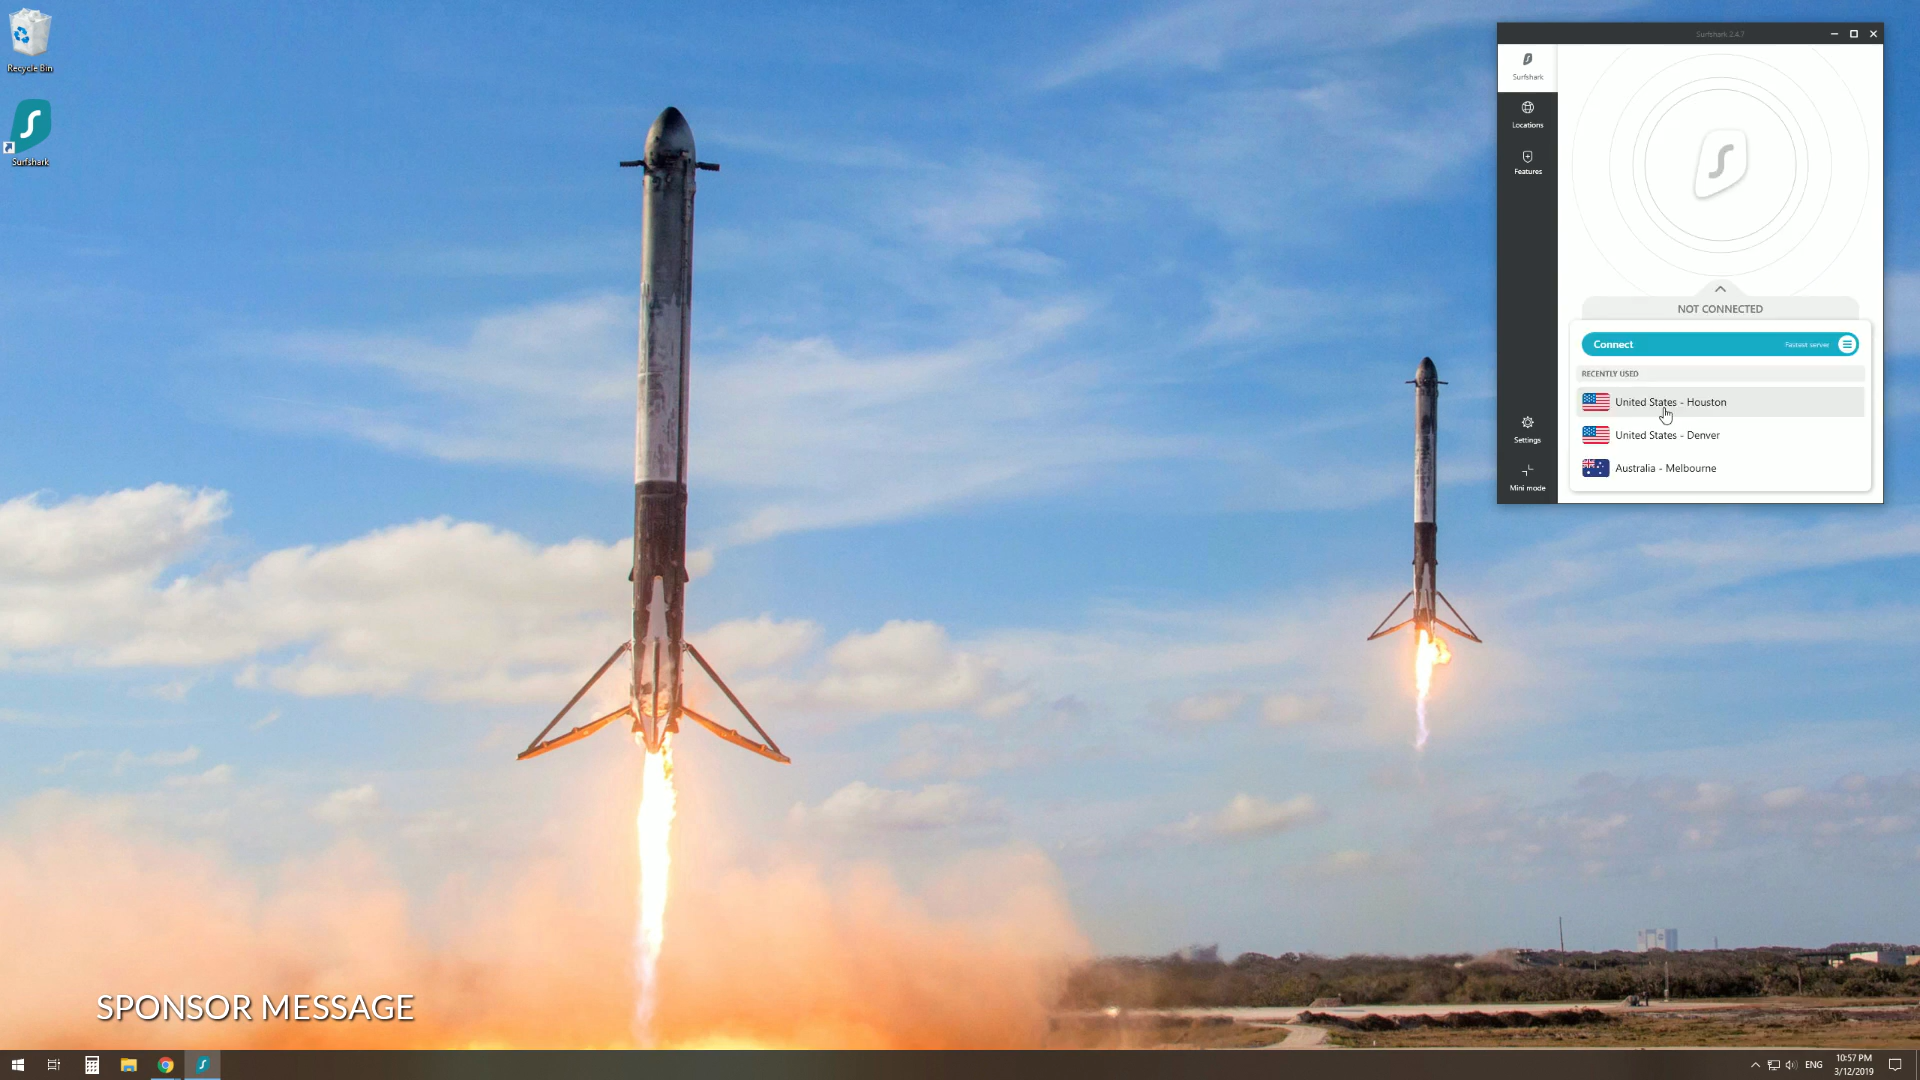 Recycle Bin
Surfshark
Surfshark 2.4.7
Surfshark
Locations
Features
Settings
Mini mode
NOT CONNECTED
Connect
Fastest server
RECENTLY USED
United States - Houston
United States - Denver
Australia - Melbourne
SPONSOR MESSAGE
ENG
10:57 PM
3/12/2019